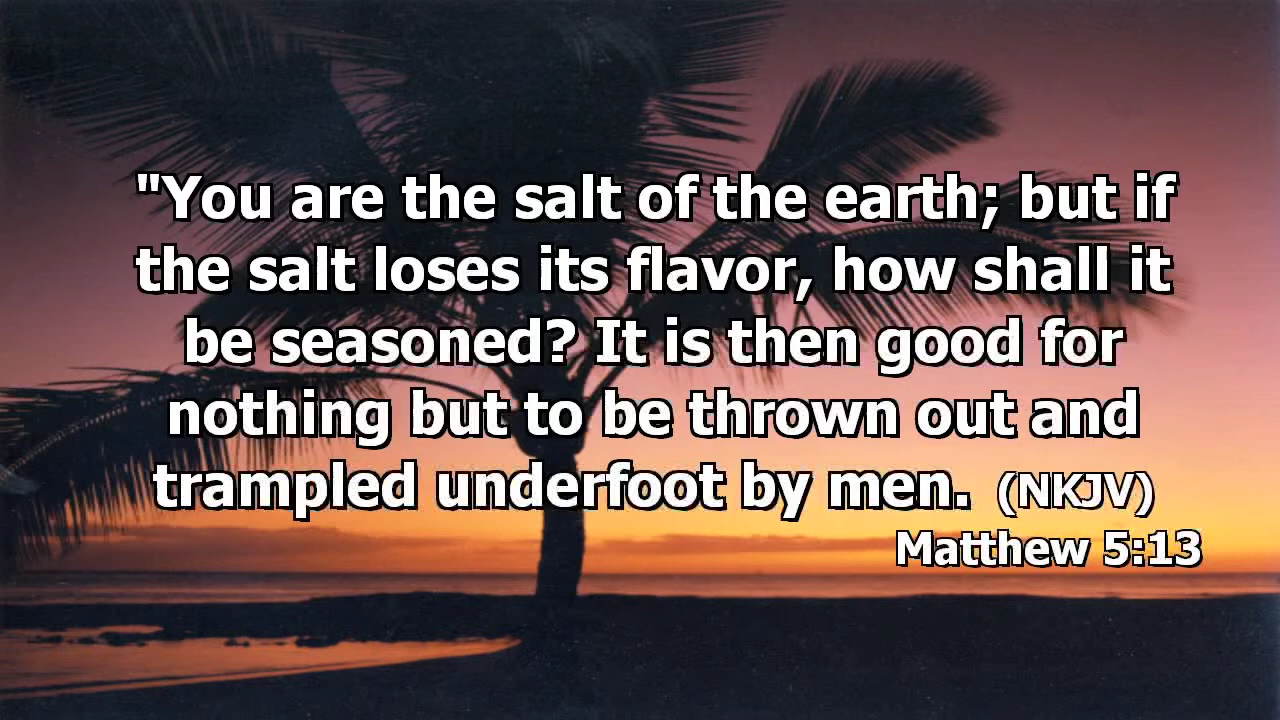 "You are the salt of the earth; but if
the salt loses its flavor, how shall it
be seasoned? It is then good for
nothing but to be thrown out and
trampled underfoot by men. (NKJV)
Matthew 5:13